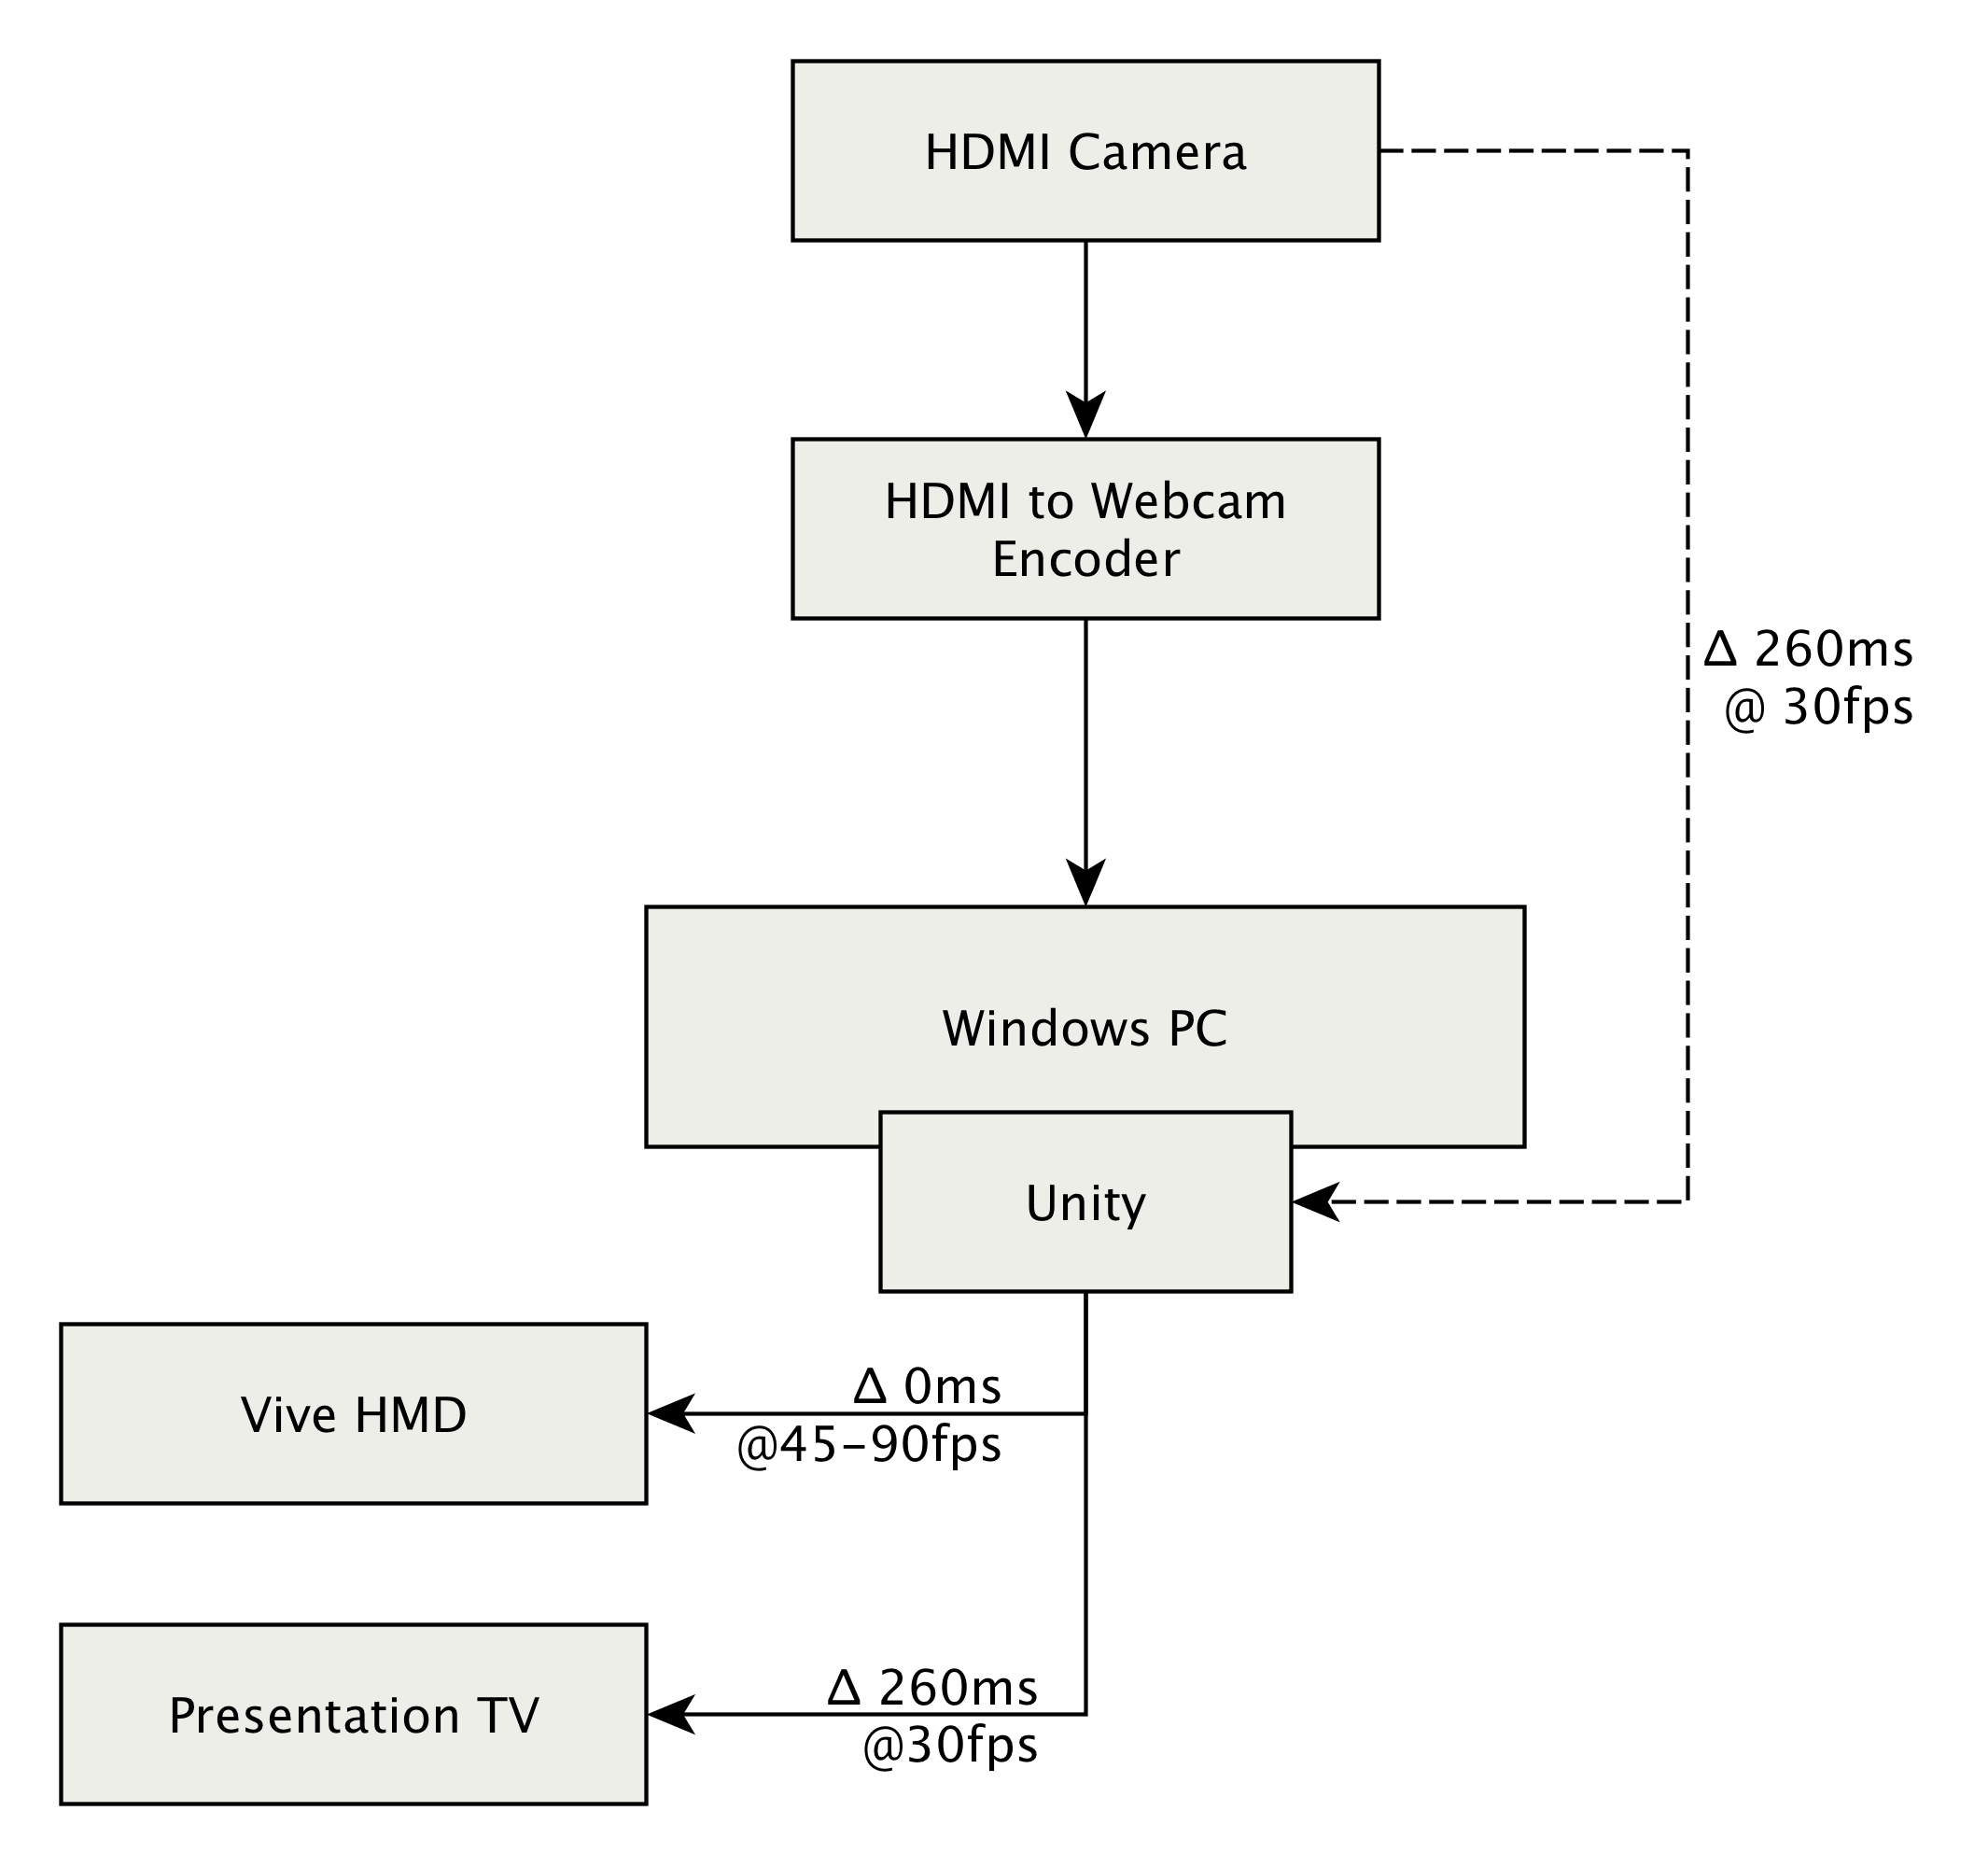 HDMI Camera
HDMI to Webcam
Encoder
Δ 260ms
@ 30fps
Windows PC
Unity
Vive HMD
Δ 0ms
@45–90fps
Presentation TV
Δ 260ms
@30fps